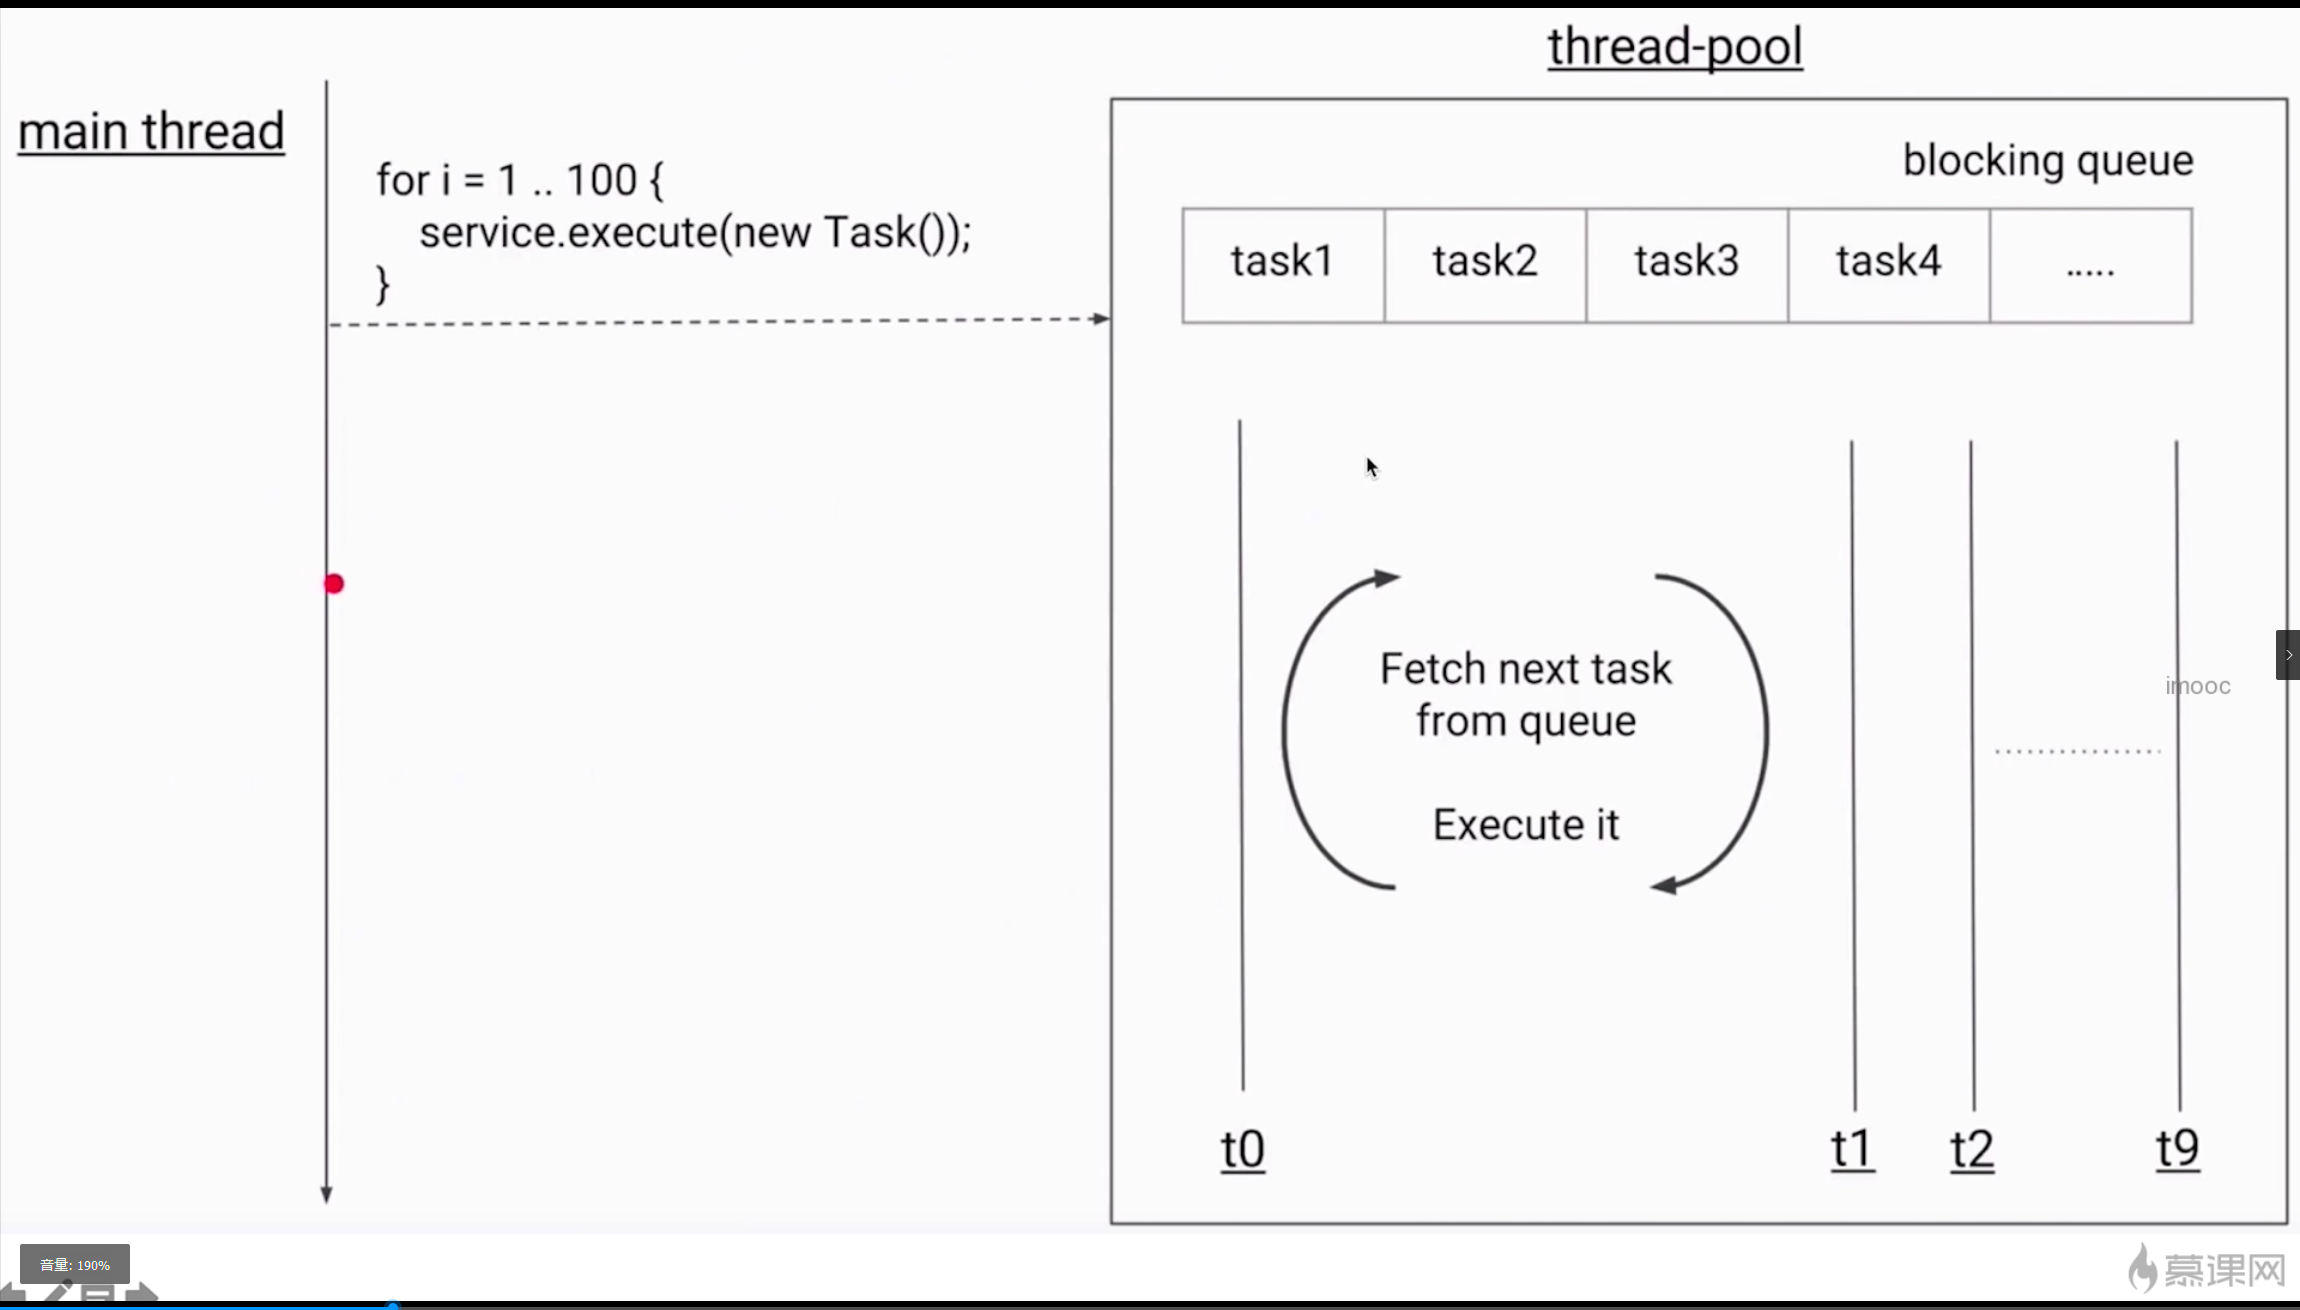 thread-pool
main thread
for i = 1 .. 100 {
service.execute(new Task());
}
blocking queue
task1 task2 task3 task4 .....
Fetch next task
from queue
Execute it
imooc
t0 t1 t2 t9
音量: 190%
慕课网